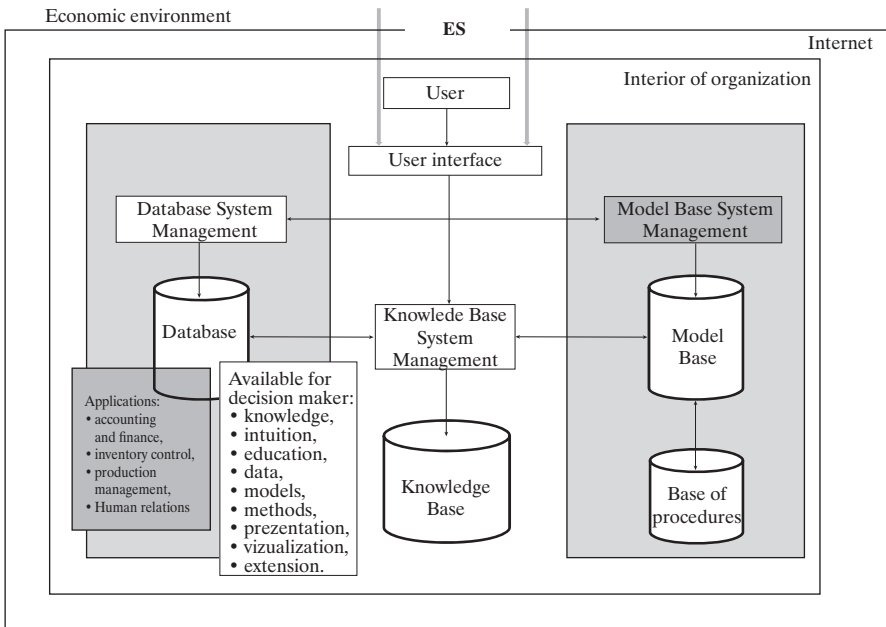 Economic environment
ES
Internet
Interior of organization
User
User interface
Database System
Management
Model Base System
Management
Database
Knowlede Base
System
Management
Model
Base
Applications:
• accounting
and finance,
• inventory control,
• production
management,
• Human relations
Available for
decision maker:
• knowledge,
• intuition,
• education,
• data,
• models,
• methods,
• prezentation,
• vizualization,
• extension.
Knowledge
Base
Base of
procedures